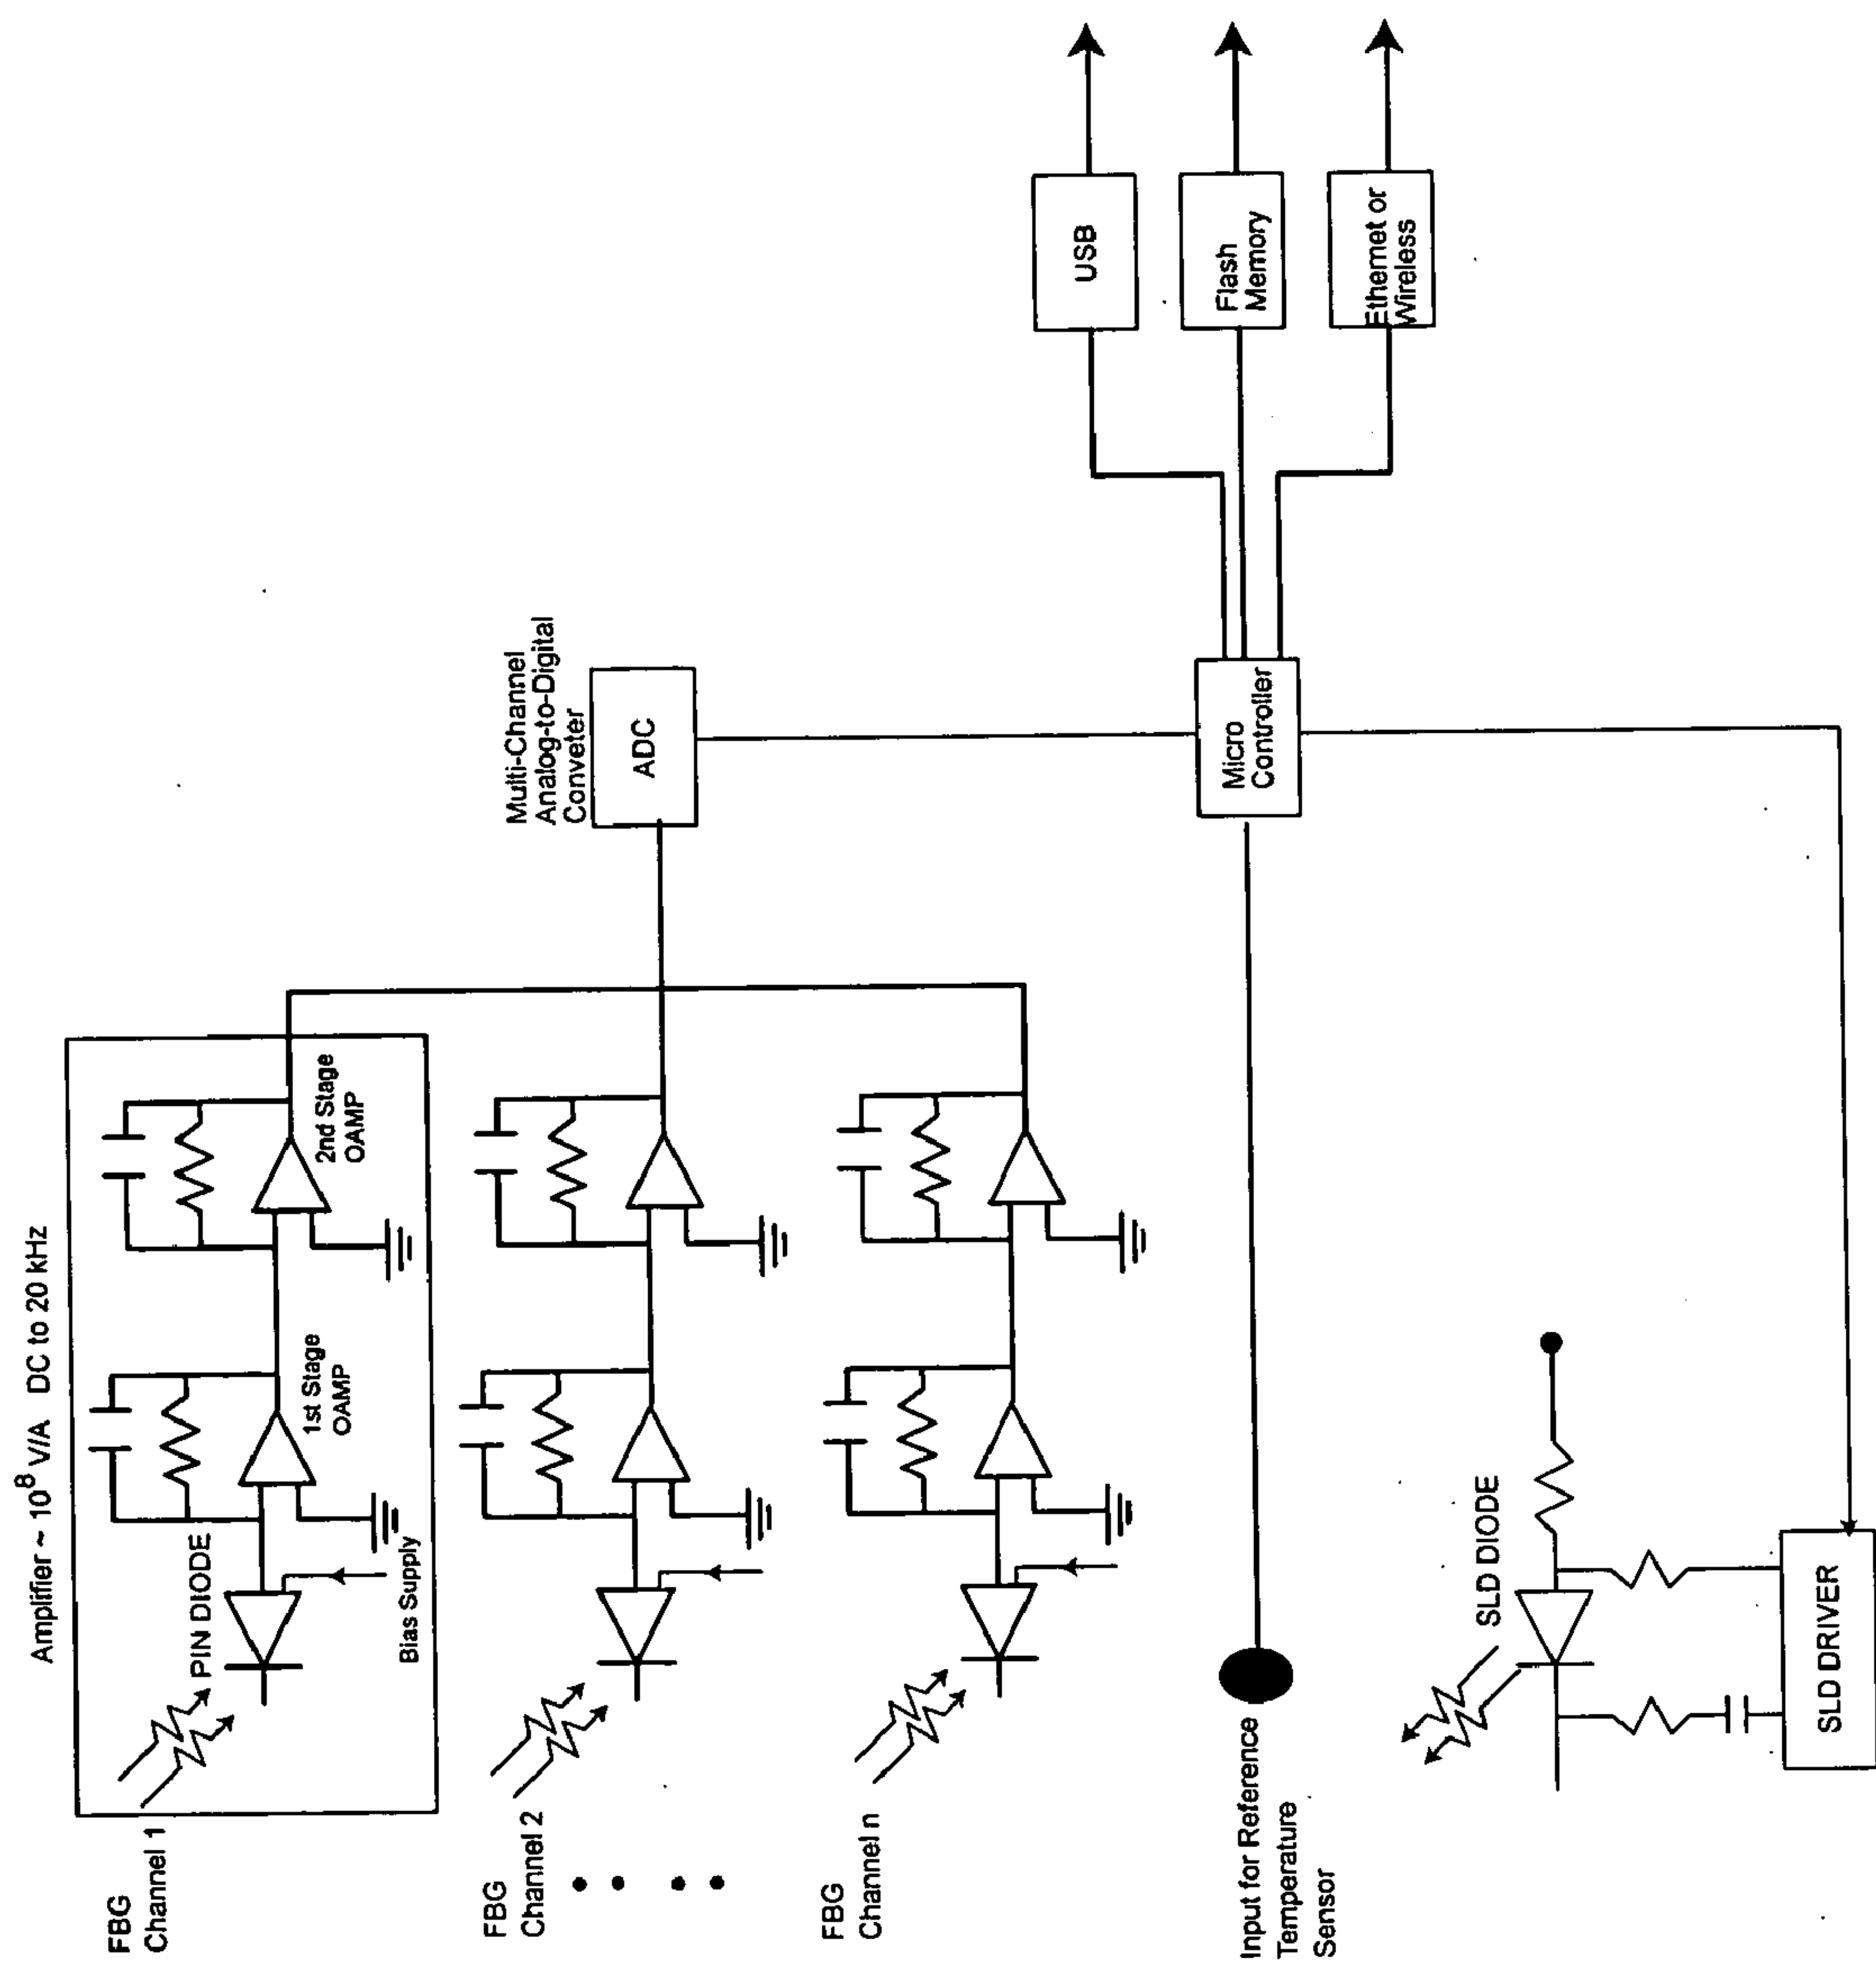 Amplifier ~ 10⁸ V/A DC to 20 kHz
FBG
Channel 1
PIN DIODE
Bias Supply
1st Stage
OAMP
2nd Stage
OAMP
FBG
Channel 2
Multi-Channel
Analog-to-Digital
Conveter
ADC
FBG
Channel n
Input for Reference
Temperature
Sensor
Micro
Controller
USB
Flash
Memory
Ethernet or
Wireless
SLD DIODE
SLD DRIVER